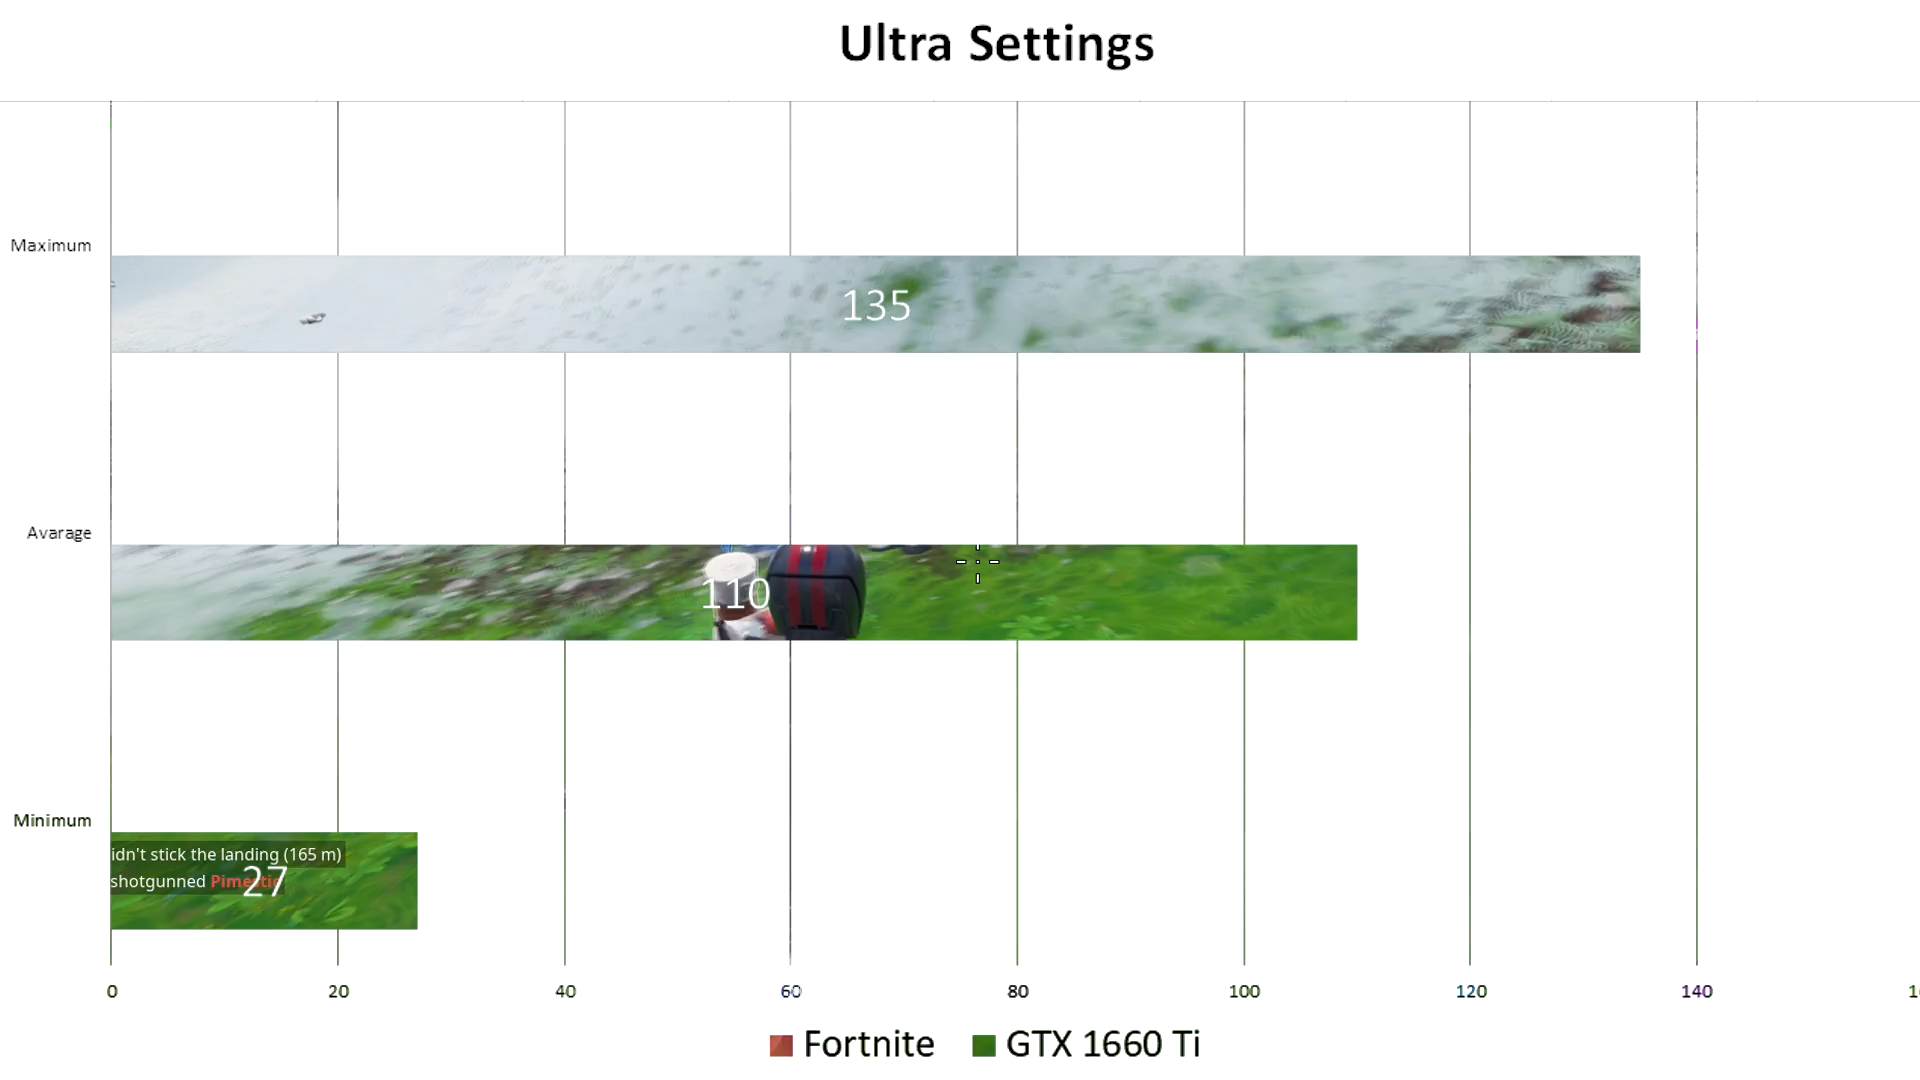 Ultra Settings
Maximum
135
Avarage
110
Minimum
idn't stick the landing (165 m)
shotgunned
27
0 20 40 60 80 100 120 140
Fortnite GTX 1660 Ti